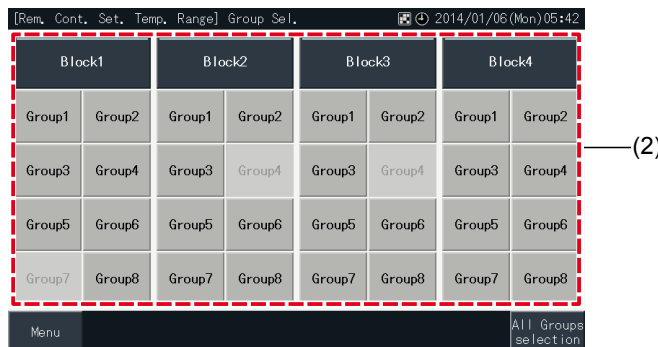 [Rem. Cont. Set. Temp. Range] Group Sel. 2014/01/06(Mon)05:42
Block1 Block2 Block3 Block4
Group1 Group2 Group1 Group2 Group1 Group2 Group1 Group2
Group3 Group4 Group3 Group4 Group3 Group4 Group3 Group4
(2)
Group5 Group6 Group5 Group6 Group5 Group6 Group5 Group6
Group7 Group8 Group7 Group8 Group7 Group8 Group7 Group8
Menu
All Groups
selection